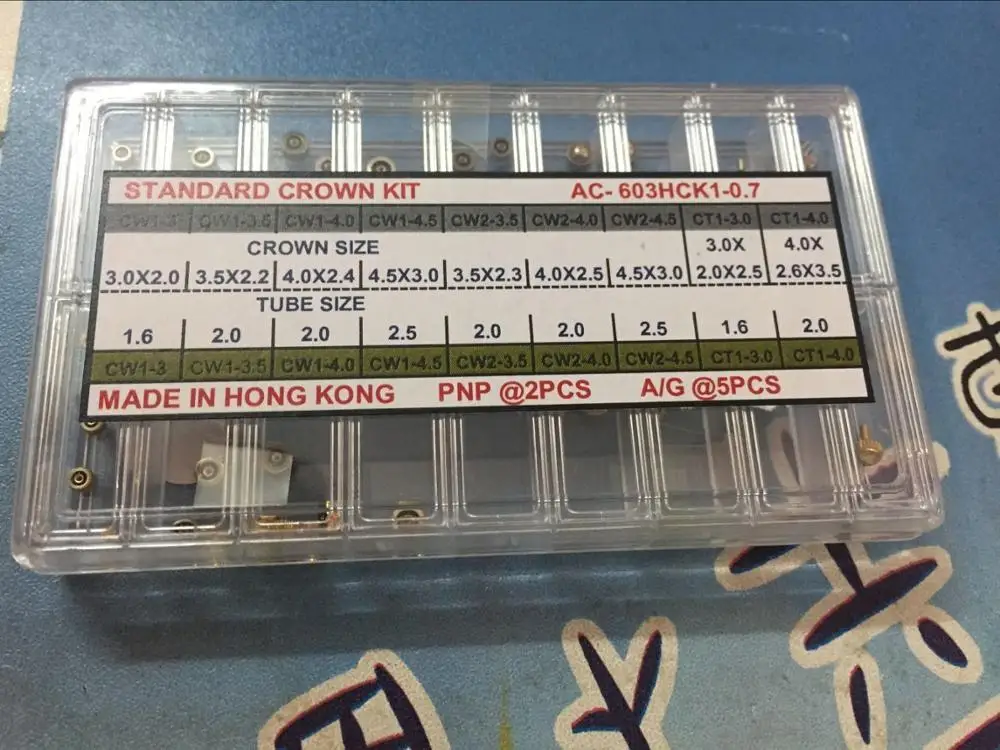 STANDARD CROWN KIT AC- 603HCK1-0.7
CW1-3 CW1-3.5 CW1-4.0 CW1-4.5 CW2-3.5 CW2-4.0 CW2-4.5 CT1-3.0 CT1-4.0
CROWN SIZE 3.0X 4.0X
3.0X2.0 3.5X2.2 4.0X2.4 4.5X3.0 3.5X2.3 4.0X2.5 4.5X3.0 2.0X2.5 2.6X3.5
TUBE SIZE
1.6 2.0 2.0 2.5 2.0 2.0 2.5 1.6 2.0
CW1-3 CW1-3.5 CW1-4.0 CW1-4.5 CW2-3.5 CW2-4.0 CW2-4.5 CT1-3.0 CT1-4.0
MADE IN HONG KONG PNP @2PCS A/G @5PCS